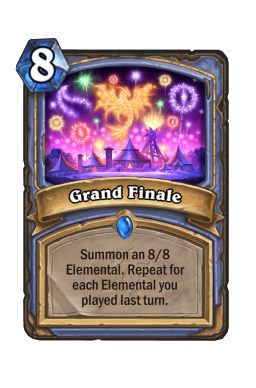 8
Grand Finale
Summon an 8/8
Elemental. Repeat for
each Elemental you
played last turn.